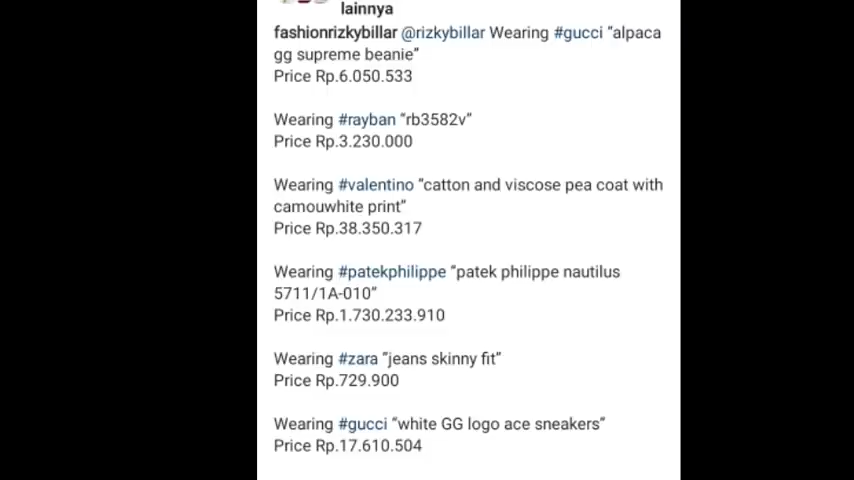 lainnya
fashionrizkybillar @rizkybillar Wearing #gucci "alpaca
gg supreme beanie"
Price Rp.6.050.533
Wearing #rayban "rb3582v"
Price Rp.3.230.000
Wearing #valentino "catton and viscose pea coat with
camouwhite print"
Price Rp.38.350.317
Wearing #patekphilippe "patek philippe nautilus
5711/1A-010"
Price Rp.1.730.233.910
Wearing #zara "jeans skinny fit"
Price Rp.729.900
Wearing #gucci "white GG logo ace sneakers"
Price Rp.17.610.504